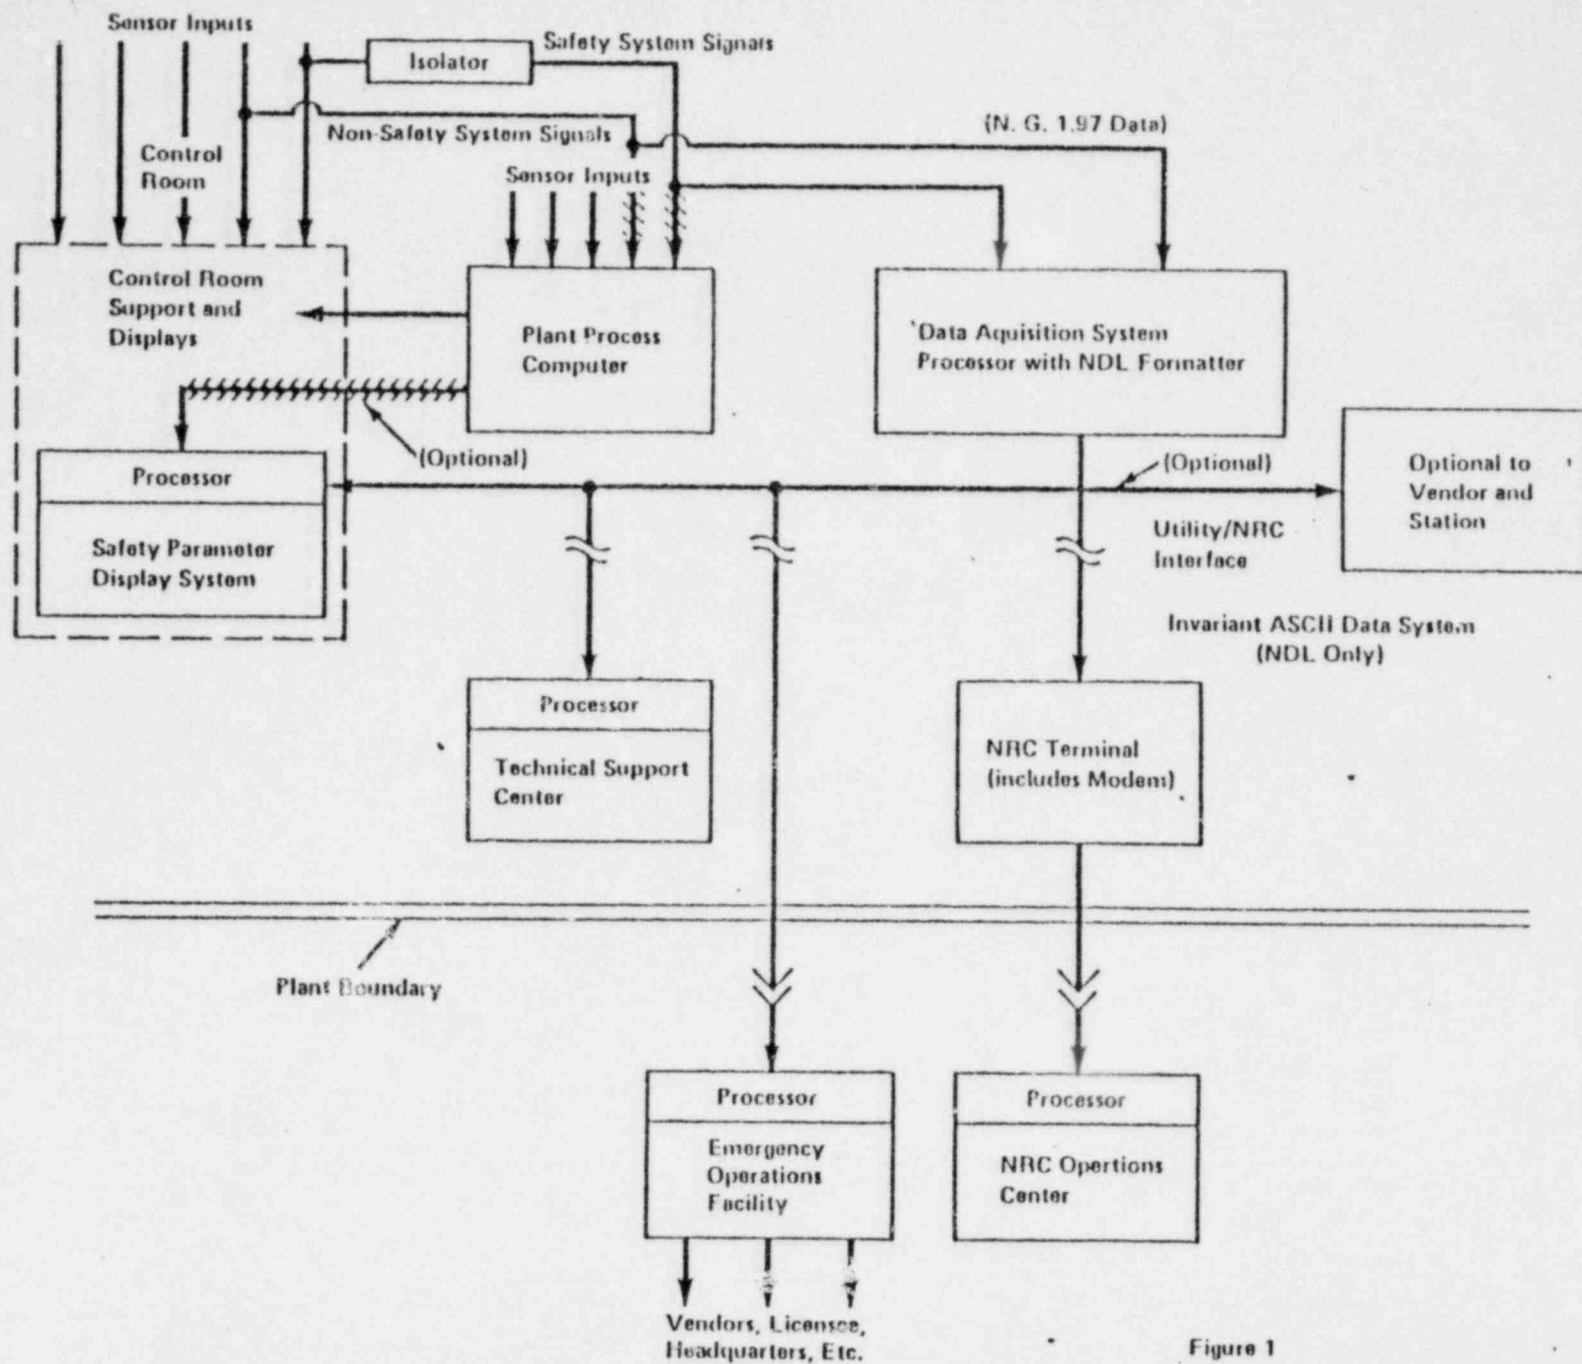 Sensor Inputs
Isolator
Safety System Signals
Non-Safety System Signals
(N. G. 1.97 Data)
Control
Room
Sensor Inputs
Control Room
Support and
Displays
Plant Process
Computer
Data Aquisition System
Processor with NDL Formatter
(Optional)
(Optional)
Optional to
Vendor and
Station
Processor
Safety Parameter
Display System
Utility/NRC
Interface
Invariant ASCII Data System
(NDL Only)
Processor
Technical Support
Center
NRC Terminal
(includes Modem)
Plant Boundary
Processor
Emergency
Operations
Facility
Processor
NRC Opertions
Center
Vendors, Licensee,
Headquarters, Etc.
Figure 1